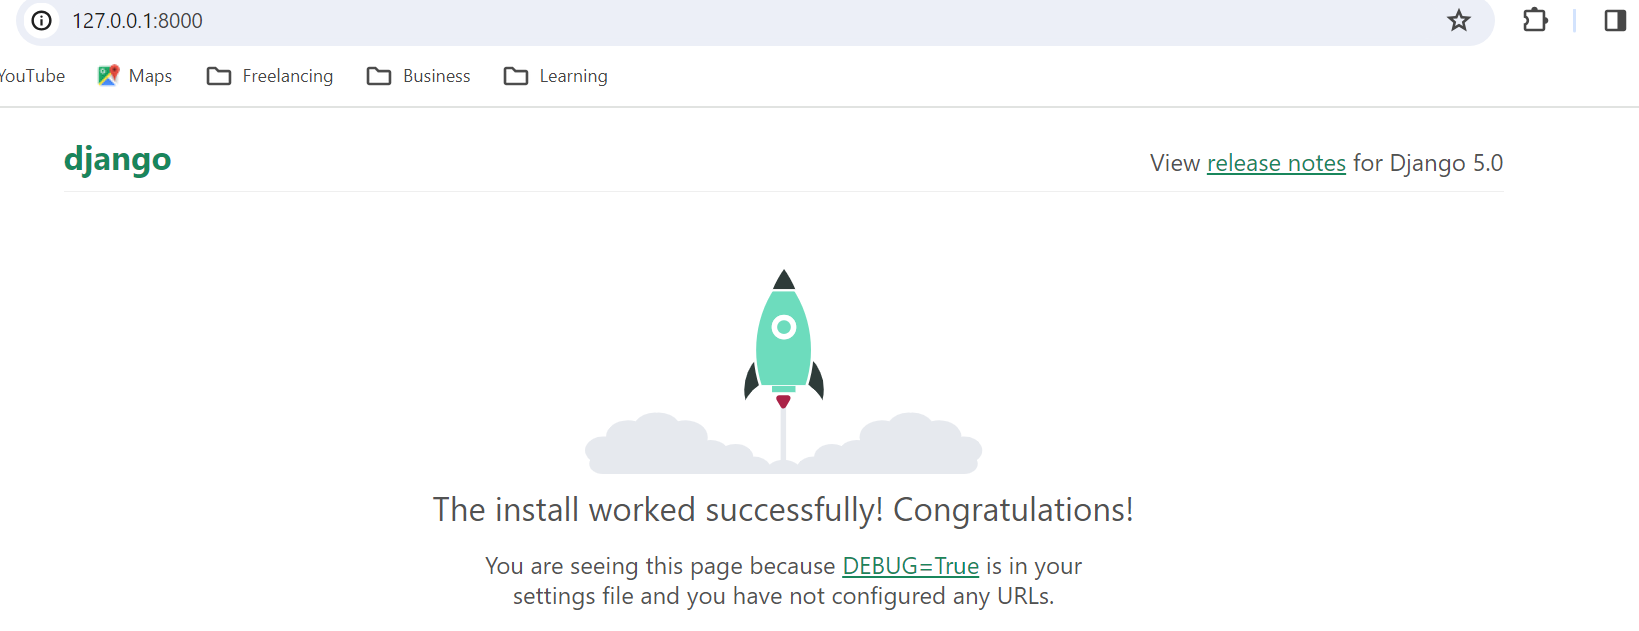 127.0.0.1:8000
YouTube Maps Freelancing Business Learning
django
View release notes for Django 5.0
The install worked successfully! Congratulations!
You are seeing this page because DEBUG=True is in your
settings file and you have not configured any URLs.